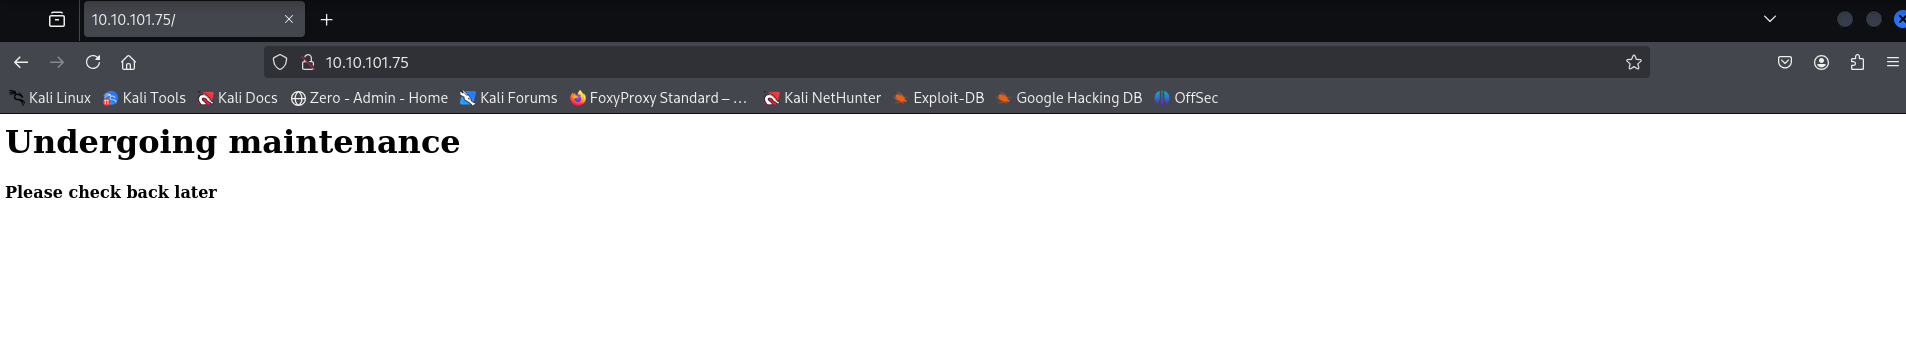 10.10.101.75/
10.10.101.75
Kali Linux Kali Tools Kali Docs Zero - Admin - Home Kali Forums FoxyProxy Standard – ... Kali NetHunter Exploit-DB Google Hacking DB OffSec
Undergoing maintenance
Please check back later